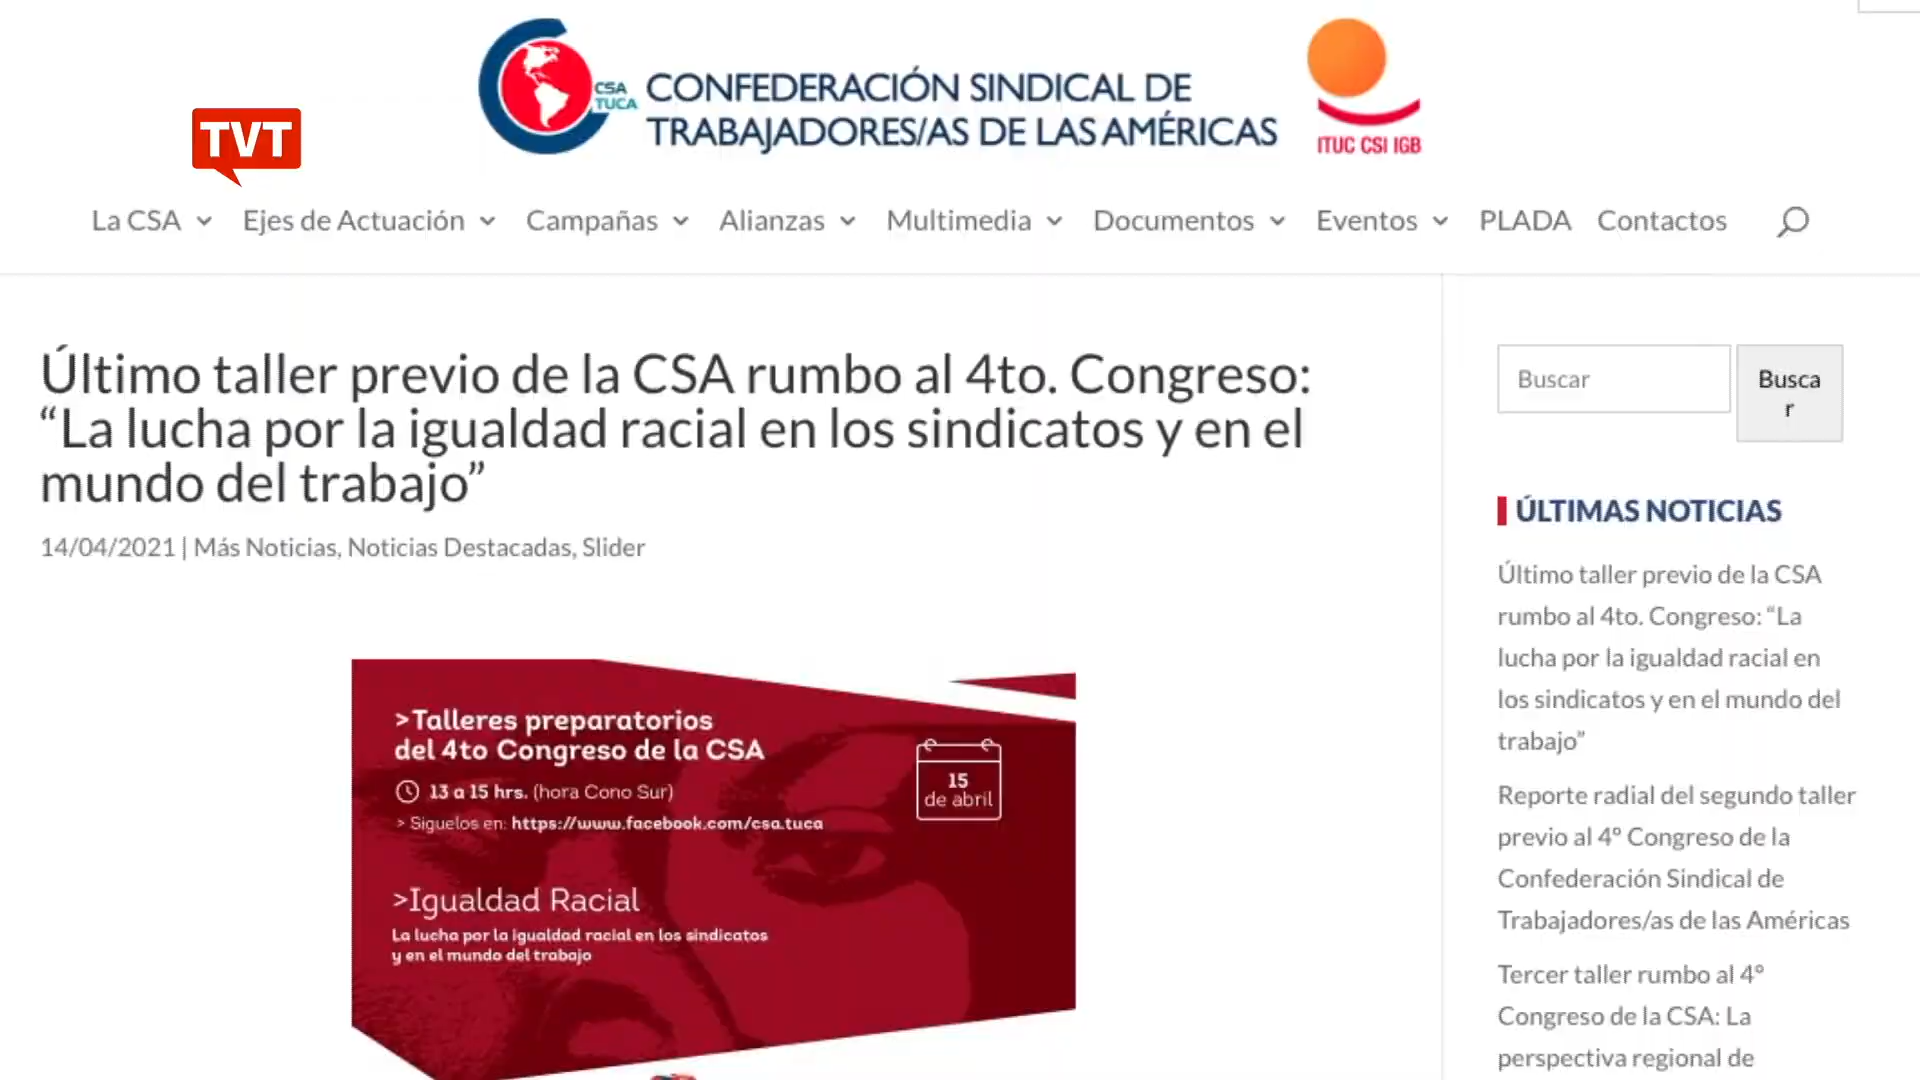 CSA
TUCA
CONFEDERACIÓN SINDICAL DE
TRABAJADORES/AS DE LAS AMÉRICAS
ITUC CSI IGB
TVT
La CSA
Ejes de Actuación
Campañas
Alianzas
Multimedia
Documentos
Eventos
PLADA
Contactos
Último taller previo de la CSA rumbo al 4to. Congreso:
“La lucha por la igualdad racial en los sindicatos y en el
mundo del trabajo”
14/04/2021 | Más Noticias, Noticias Destacadas, Slider
>Talleres preparatorios
del 4to Congreso de la CSA
13 a 15 hrs. (hora Cono Sur)
> Siguelos en: https://www.facebook.com/csa.tuca
15
de abril
>Igualdad Racial
La lucha por la igualdad racial en los sindicatos
y en el mundo del trabajo
Buscar
Busca
r
ÚLTIMAS NOTICIAS
Último taller previo de la CSA
rumbo al 4to. Congreso: “La
lucha por la igualdad racial en
los sindicatos y en el mundo del
trabajo”
Reporte radial del segundo taller
previo al 4º Congreso de la
Confederación Sindical de
Trabajadores/as de las Américas
Tercer taller rumbo al 4°
Congreso de la CSA: La
perspectiva regional de